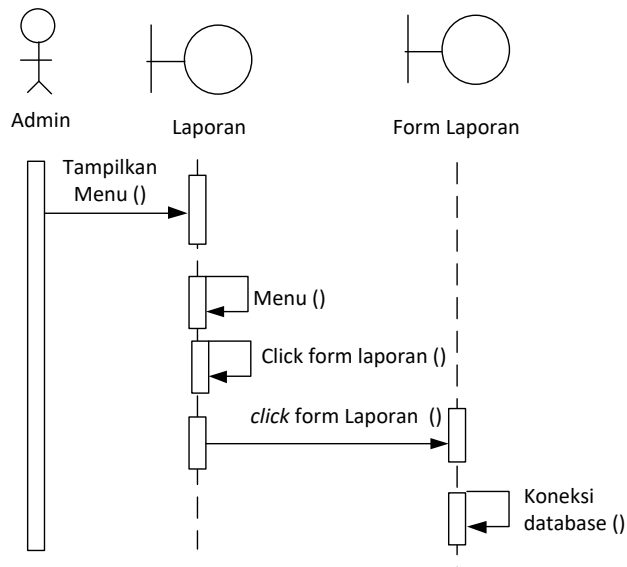 Admin
Laporan
Form Laporan
Tampilkan
Menu ()
Menu ()
Click form laporan ()
click form Laporan ()
Koneksi
database ()